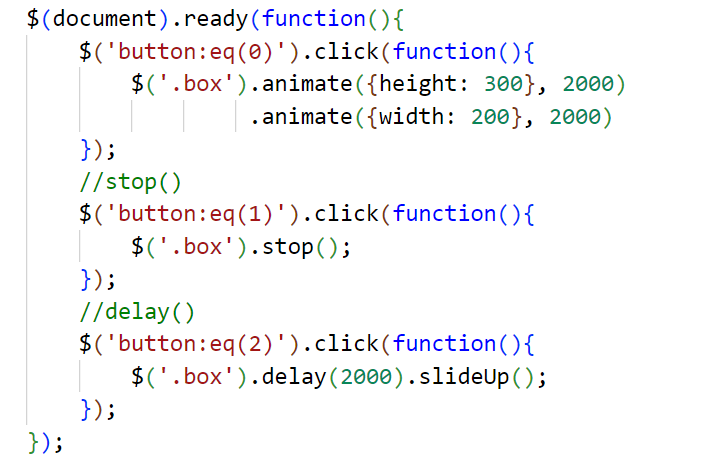 $(document).ready(function(){
    $('button:eq(0)').click(function(){
        $('.box').animate({height: 300}, 2000)
                 .animate({width: 200}, 2000)
    });
    //stop()
    $('button:eq(1)').click(function(){
        $('.box').stop();
    });
    //delay()
    $('button:eq(2)').click(function(){
        $('.box').delay(2000).slideUp();
    });
});